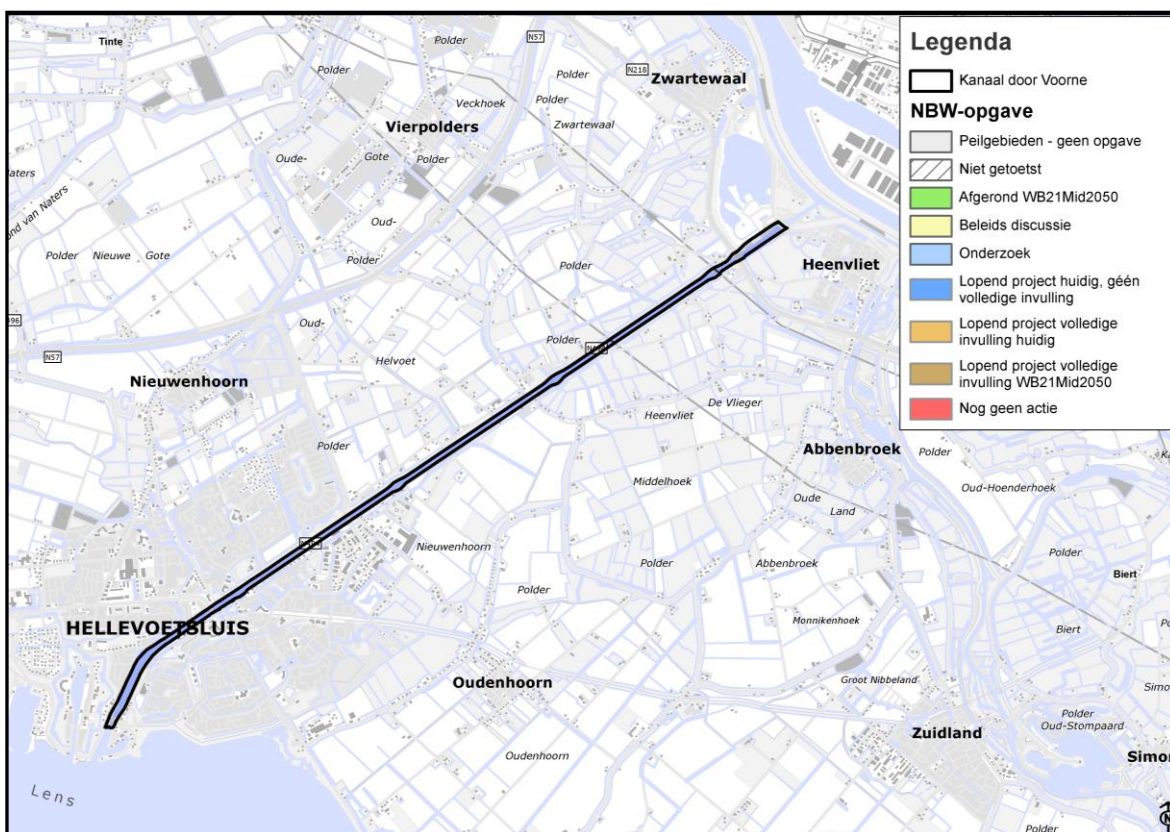 Legenda
Kanaal door Voorne
NBW-opgave
Peilgebieden - geen opgave
Niet getoetst
Afgerond WB21Mid2050
Beleids discussie
Onderzoek
Lopend project huidig, géén
volledige invulling
Lopend project volledige
invulling huidig
Lopend project volledige
invulling WB21Mid2050
Nog geen actie
Tinte
N57
Polder
Polder
Polder
N218
Zwartewaal
Veckhoek
Polder
Vierpolders
Zwartewaal
Oude-
Gote
Polder
Oud-
Polder
Polder Nieuwe Gote
Polder
Heenvliet
Oud-
Polder
N57
Helvoet
Nieuwenhoorn
De Vlieger
Heenvliet
Polder
Abbenbroek
Polder
Middelhoek
Oud-Hoenderhoek
Oude
Land
Nieuwenhoorn
Polder
Polder
Abbenbroek
Polder
Biert
Monnikenhoek
Biert
HELLEVOETSLUIS
Oudenhoorn
Groot Nibbeland
Polder
Oud-Stompaard
Zuidland
Oudenhoorn
Lens